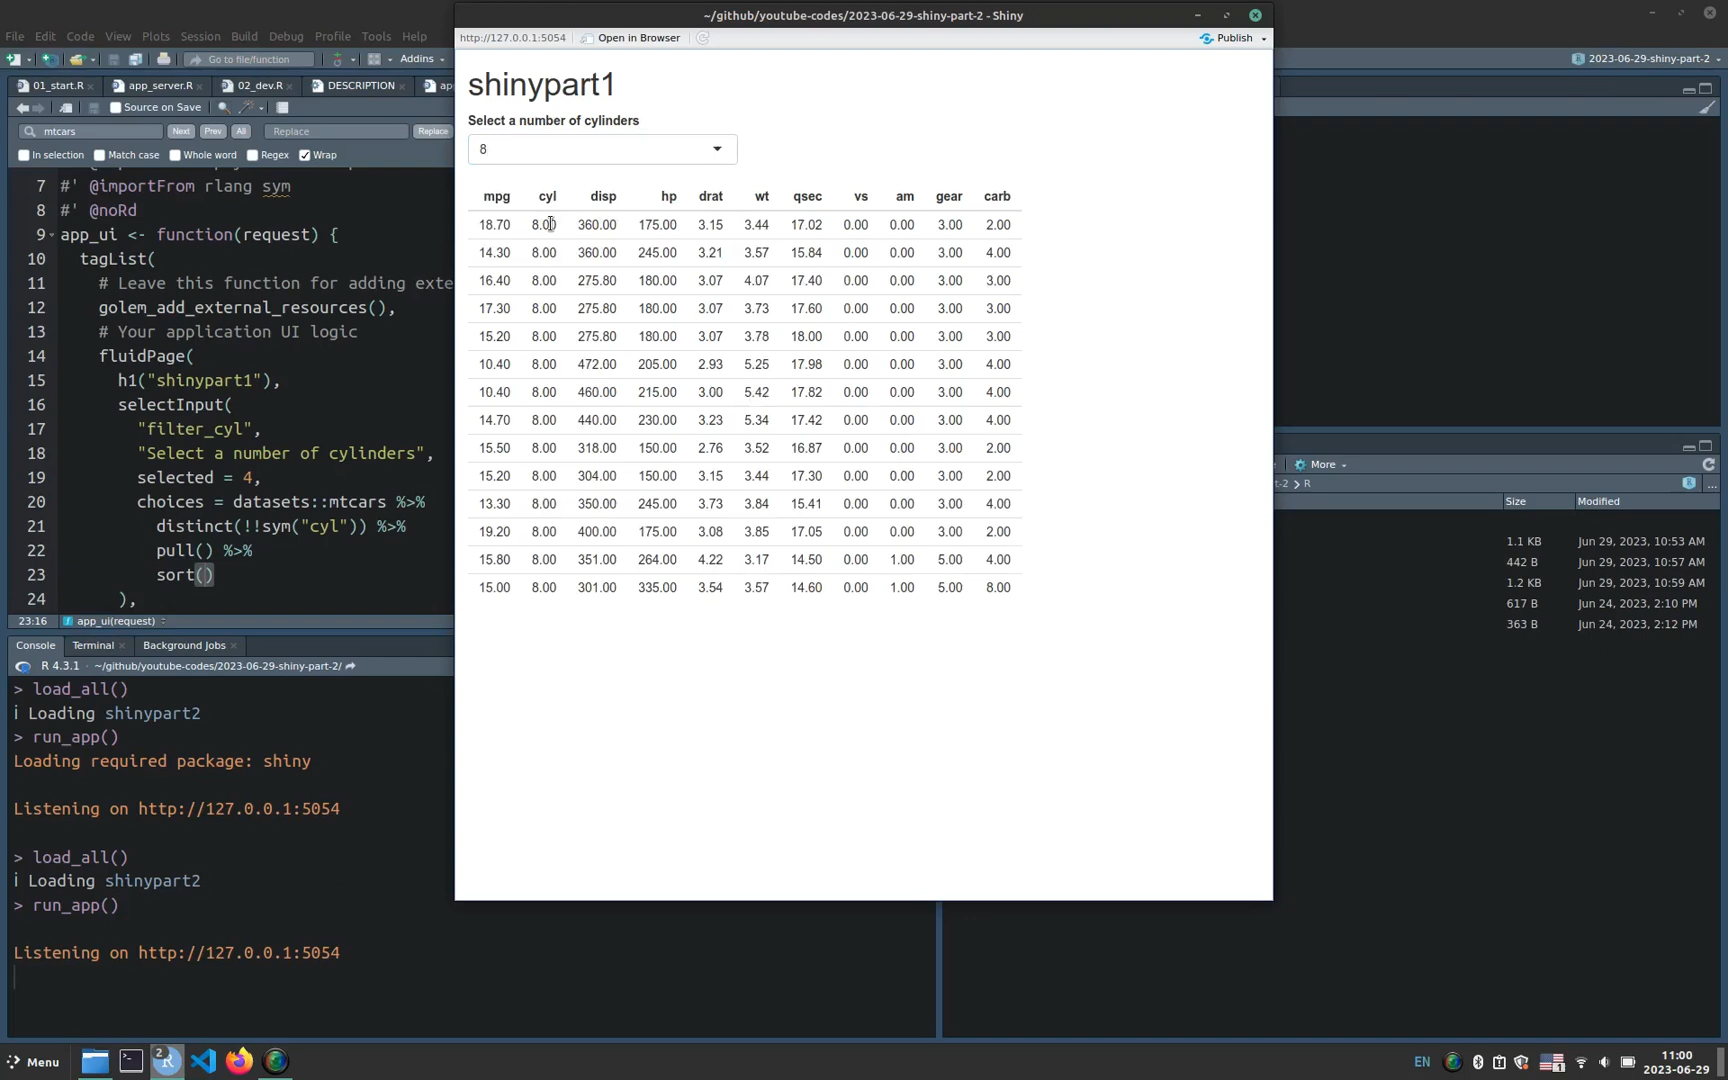 ~/github/youtube-codes/2023-06-29-shiny-part-2 - Shiny
http://127.0.0.1:5054 Open in Browser Publish
shinypart1
Select a number of cylinders
8
mpg cyl disp hp drat wt qsec vs am gear carb
18.70 8.00 360.00 175.00 3.15 3.44 17.02 0.00 0.00 3.00 2.00
14.30 8.00 360.00 245.00 3.21 3.57 15.84 0.00 0.00 3.00 4.00
16.40 8.00 275.80 180.00 3.07 4.07 17.40 0.00 0.00 3.00 3.00
17.30 8.00 275.80 180.00 3.07 3.73 17.60 0.00 0.00 3.00 3.00
15.20 8.00 275.80 180.00 3.07 3.78 18.00 0.00 0.00 3.00 3.00
10.40 8.00 472.00 205.00 2.93 5.25 17.98 0.00 0.00 3.00 4.00
10.40 8.00 460.00 215.00 3.00 5.42 17.82 0.00 0.00 3.00 4.00
14.70 8.00 440.00 230.00 3.23 5.34 17.42 0.00 0.00 3.00 4.00
15.50 8.00 318.00 150.00 2.76 3.52 16.87 0.00 0.00 3.00 2.00
15.20 8.00 304.00 150.00 3.15 3.44 17.30 0.00 0.00 3.00 2.00
13.30 8.00 350.00 245.00 3.73 3.84 15.41 0.00 0.00 3.00 4.00
19.20 8.00 400.00 175.00 3.08 3.85 17.05 0.00 0.00 3.00 2.00
15.80 8.00 351.00 264.00 4.22 3.17 14.50 0.00 1.00 5.00 4.00
15.00 8.00 301.00 335.00 3.54 3.57 14.60 0.00 1.00 5.00 8.00
File Edit Code View Plots Session Build Debug Profile Tools Help
Go to file/function Addins
2023-06-29-shiny-part-2
01_start.R app_server.R 02_dev.R DESCRIPTION
Source on Save
mtcars Next Prev All Replace Replace
In selection Match case Whole word Regex Wrap
7 #' @importFrom rlang sym
8 #' @noRd
9 app_ui <- function(request) {
10 tagList(
11 # Leave this function for adding exte
12 golem_add_external_resources(),
13 # Your application UI logic
14 fluidPage(
15 h1("shinypart1"),
16 selectInput(
17 "filter_cyl",
18 "Select a number of cylinders",
19 selected = 4,
20 choices = datasets::mtcars %>%
21 distinct(!!sym("cyl")) %>%
22 pull() %>%
23 sort()
24 ),
23:16 app_ui(request)
Console Terminal Background Jobs
R 4.3.1 · ~/github/youtube-codes/2023-06-29-shiny-part-2/
> load_all()
i Loading shinypart2
> run_app()
Loading required package: shiny
Listening on http://127.0.0.1:5054
> load_all()
i Loading shinypart2
> run_app()
Listening on http://127.0.0.1:5054
More
t-2 > R
Size Modified
1.1 KB Jun 29, 2023, 10:53 AM
442 B Jun 29, 2023, 10:57 AM
1.2 KB Jun 29, 2023, 10:59 AM
617 B Jun 24, 2023, 2:10 PM
363 B Jun 24, 2023, 2:12 PM
Menu 2 EN 1 11:00
2023-06-29